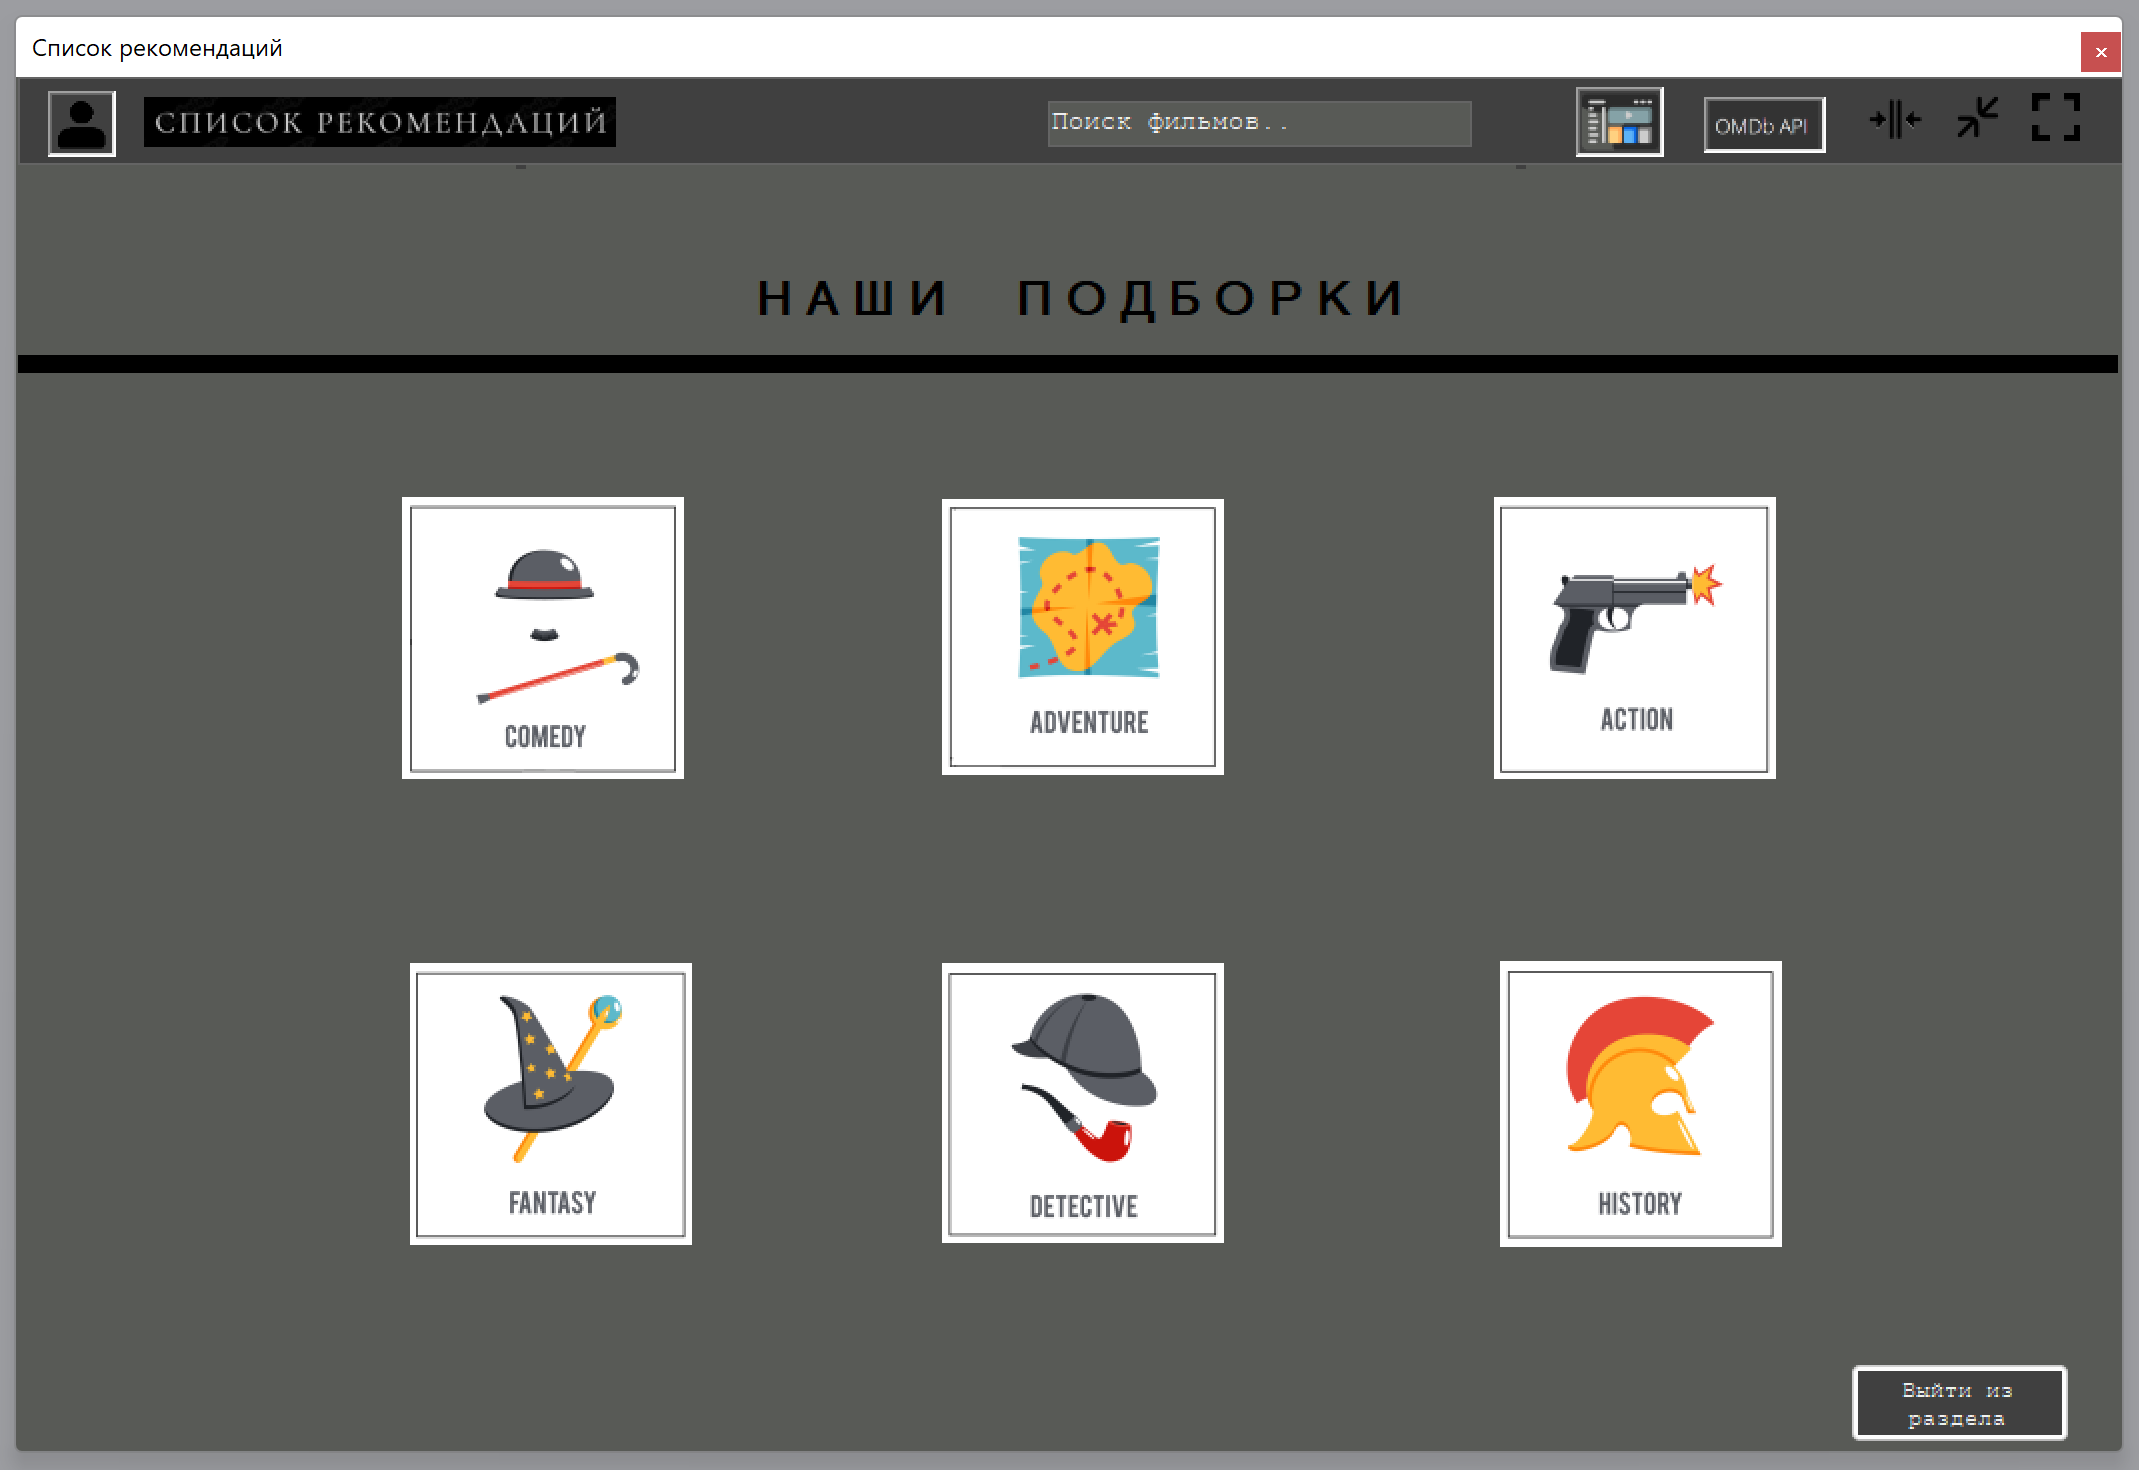 Список рекомендаций
СПИСОК РЕКОМЕНДАЦИЙ
Поиск фильмов..
OMDb API
НАШИ ПОДБОРКИ
COMEDY
ADVENTURE
ACTION
FANTASY
DETECTIVE
HISTORY
Выйти из
раздела